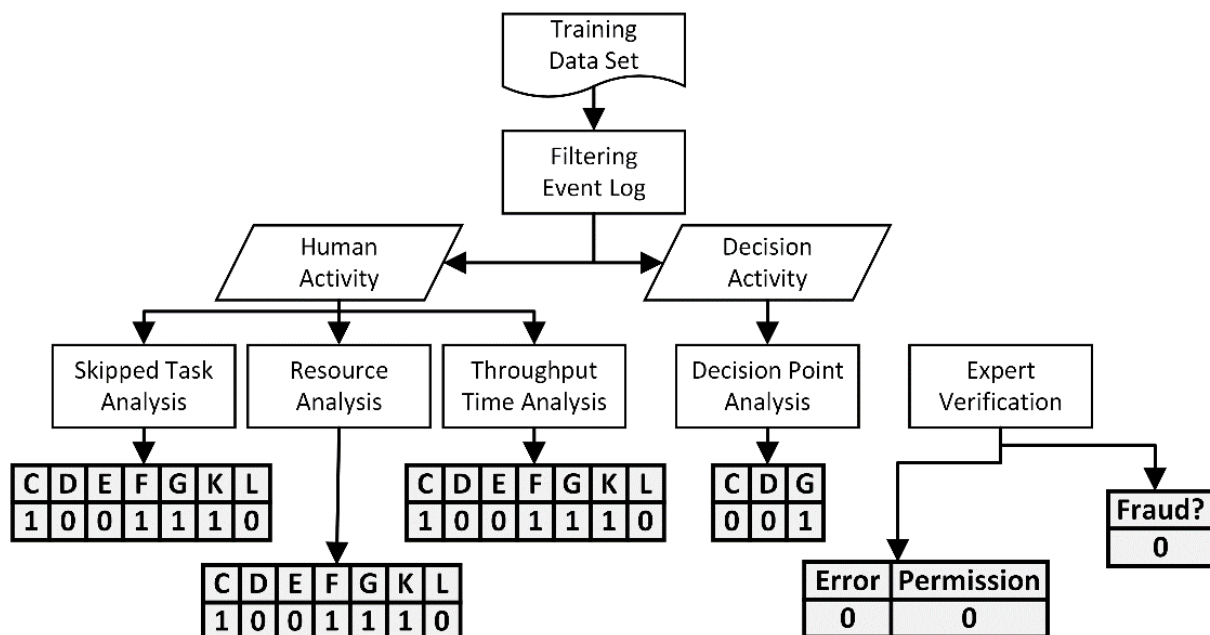 Training
Data Set
Filtering
Event Log
Human
Activity
Decision
Activity
Skipped Task
Analysis
Resource
Analysis
Throughput
Time Analysis
Decision Point
Analysis
Expert
Verification
C D E F G K L
1 0 0 1 1 1 0
C D E F G K L
1 0 0 1 1 1 0
C D E F G K L
1 0 0 1 1 1 0
C D G
0 0 1
Error Permission
0 0
Fraud?
0